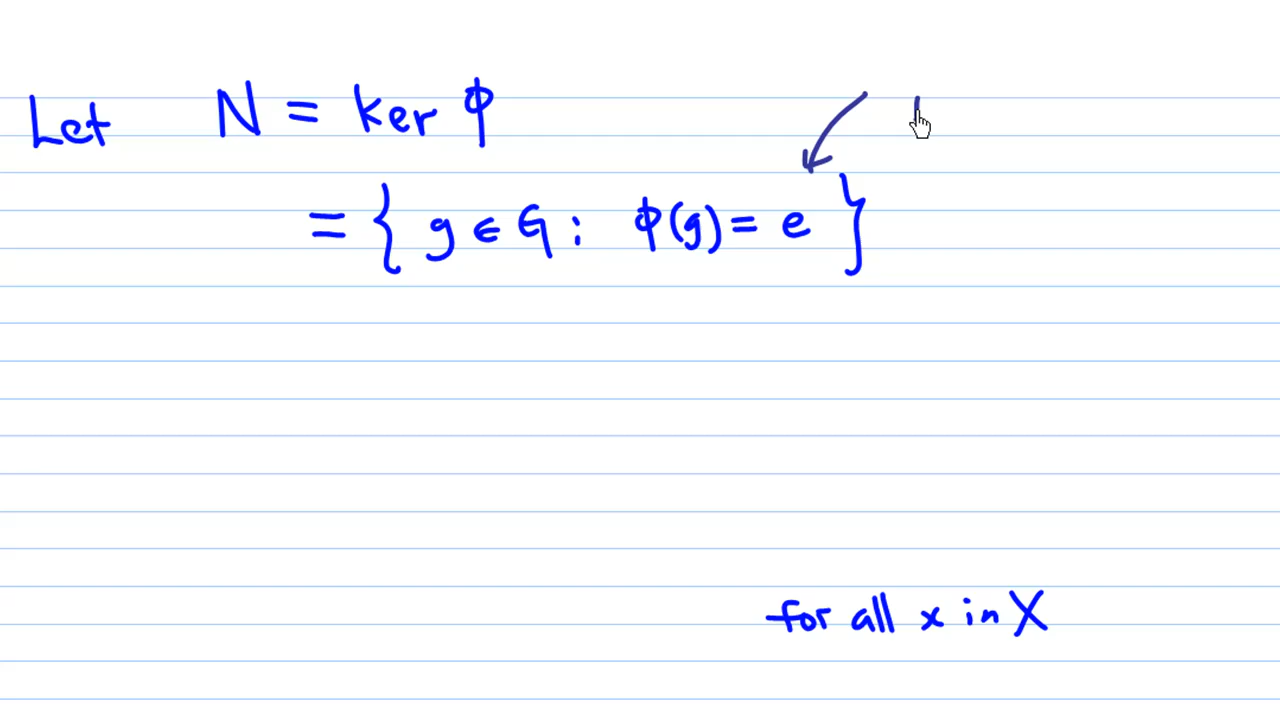 Let N = ker φ
= { g ∈ G : φ(g) = e }
for all x in X